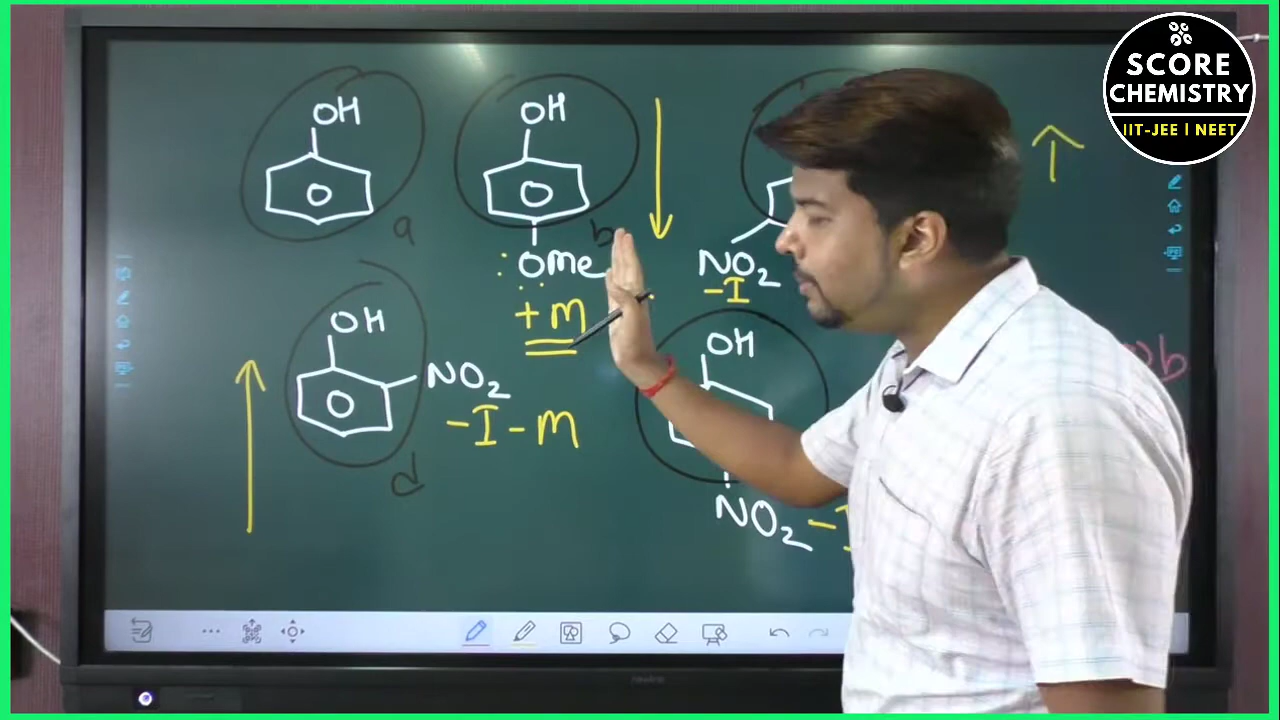 SCORE
CHEMISTRY
IIT-JEE | NEET
OH
a
OH
b
:OMe
+m
NO2
-I
OH
NO2
-I-m
d
OH
NO2